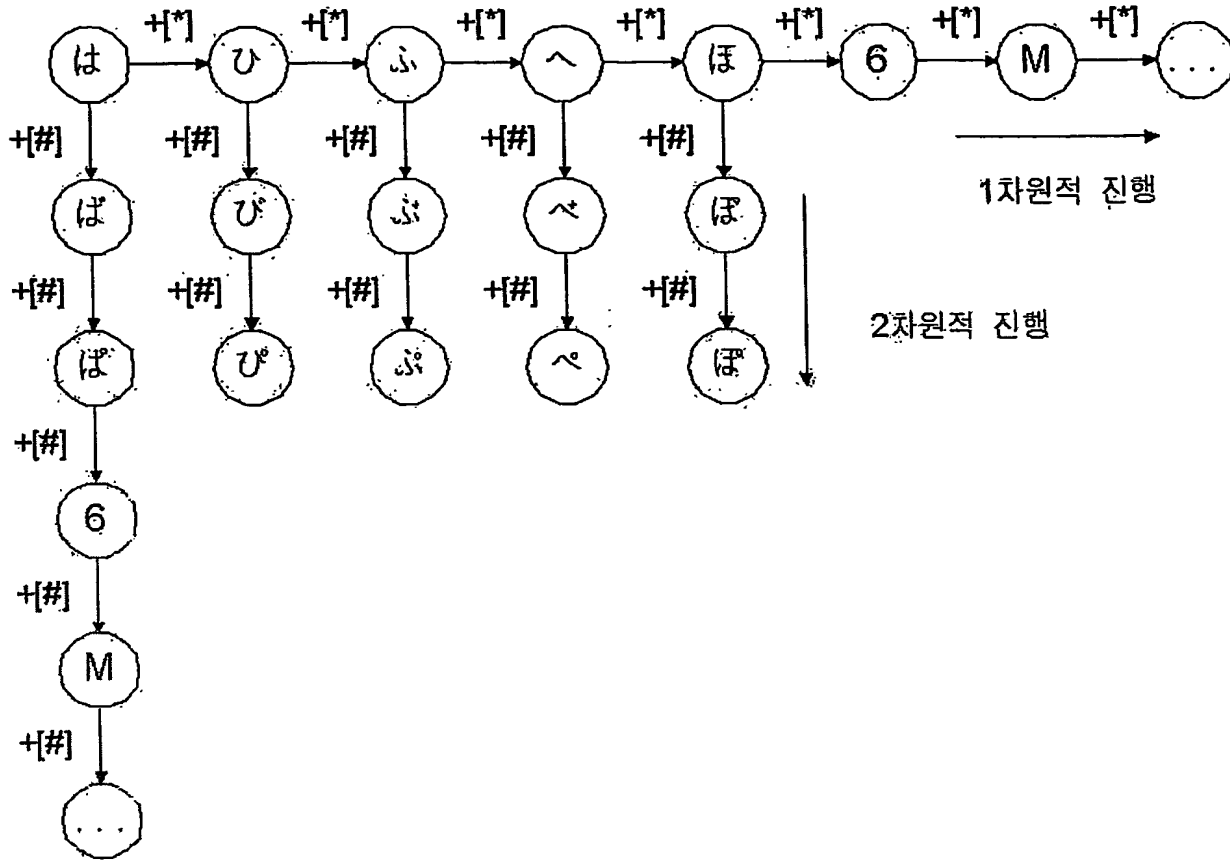 +[*] +[*] +[*] +[*] +[*] +[*] +[*]
は ひ ふ へ ほ 6 M ...
+[#] +[#] +[#] +[#] +[#]
1차원적 진행
ば び ぶ べ ぼ
+[#] +[#] +[#] +[#] +[#]
2차원적 진행
ぱ ぴ ぷ ぺ ぽ
+[#]
6
+[#]
M
+[#]
...